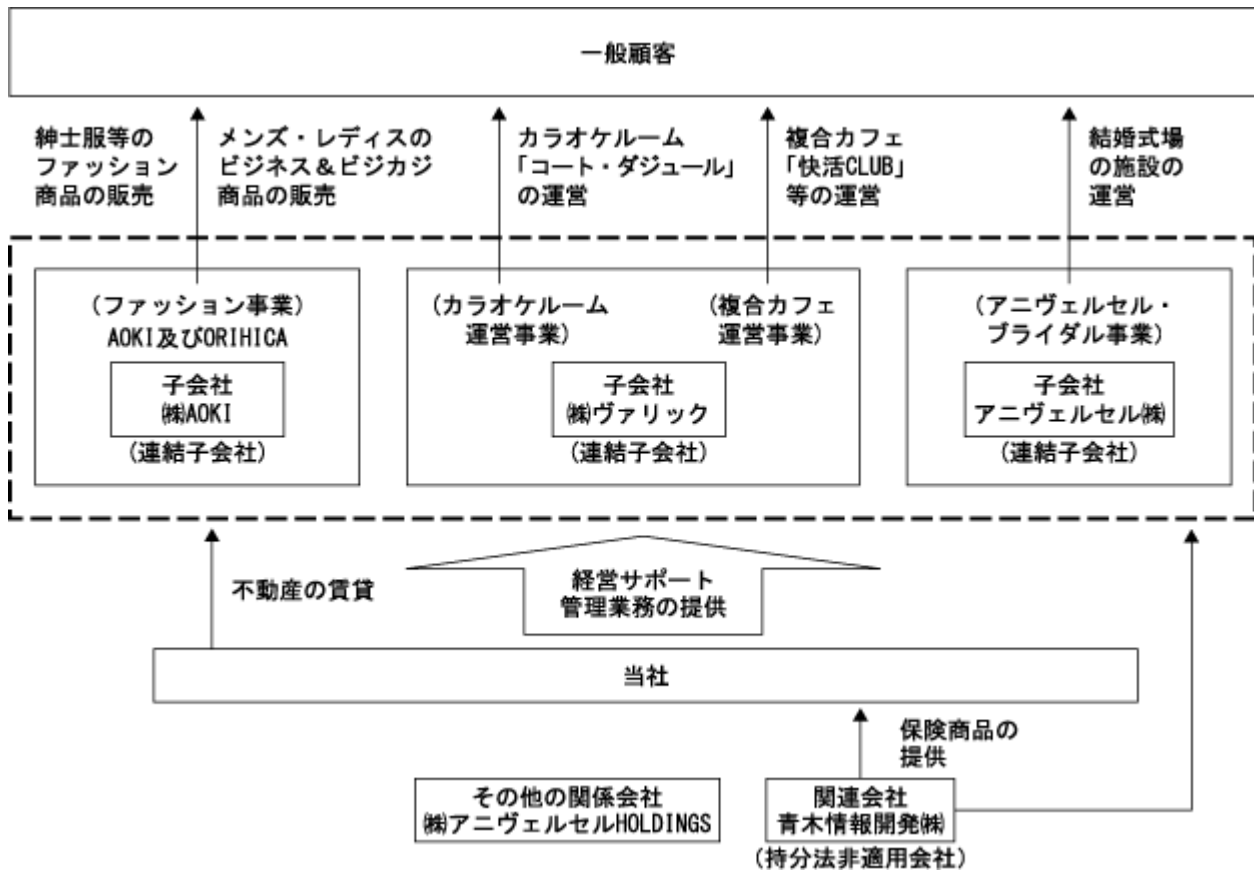 一般顧客
紳士服等の
ファッション
商品の販売
メンズ・レディスの
ビジネス＆ビジカジ
商品の販売
カラオケルーム
「コート・ダジュール」
の運営
複合カフェ
「快活CLUB」
等の運営
結婚式場
の施設の
運営
(ファッション事業)
AOKI及びORIHICA
子会社
㈱AOKI
(連結子会社)
(カラオケルーム
運営事業)
(複合カフェ
運営事業)
子会社
㈱ヴァリック
(連結子会社)
(アニヴェルセル・
ブライダル事業)
子会社
アニヴェルセル㈱
(連結子会社)
不動産の賃貸
経営サポート
管理業務の提供
当社
保険商品の
提供
その他の関係会社
㈱アニヴェルセルHOLDINGS
関連会社
青木情報開発㈱
(持分法非適用会社)